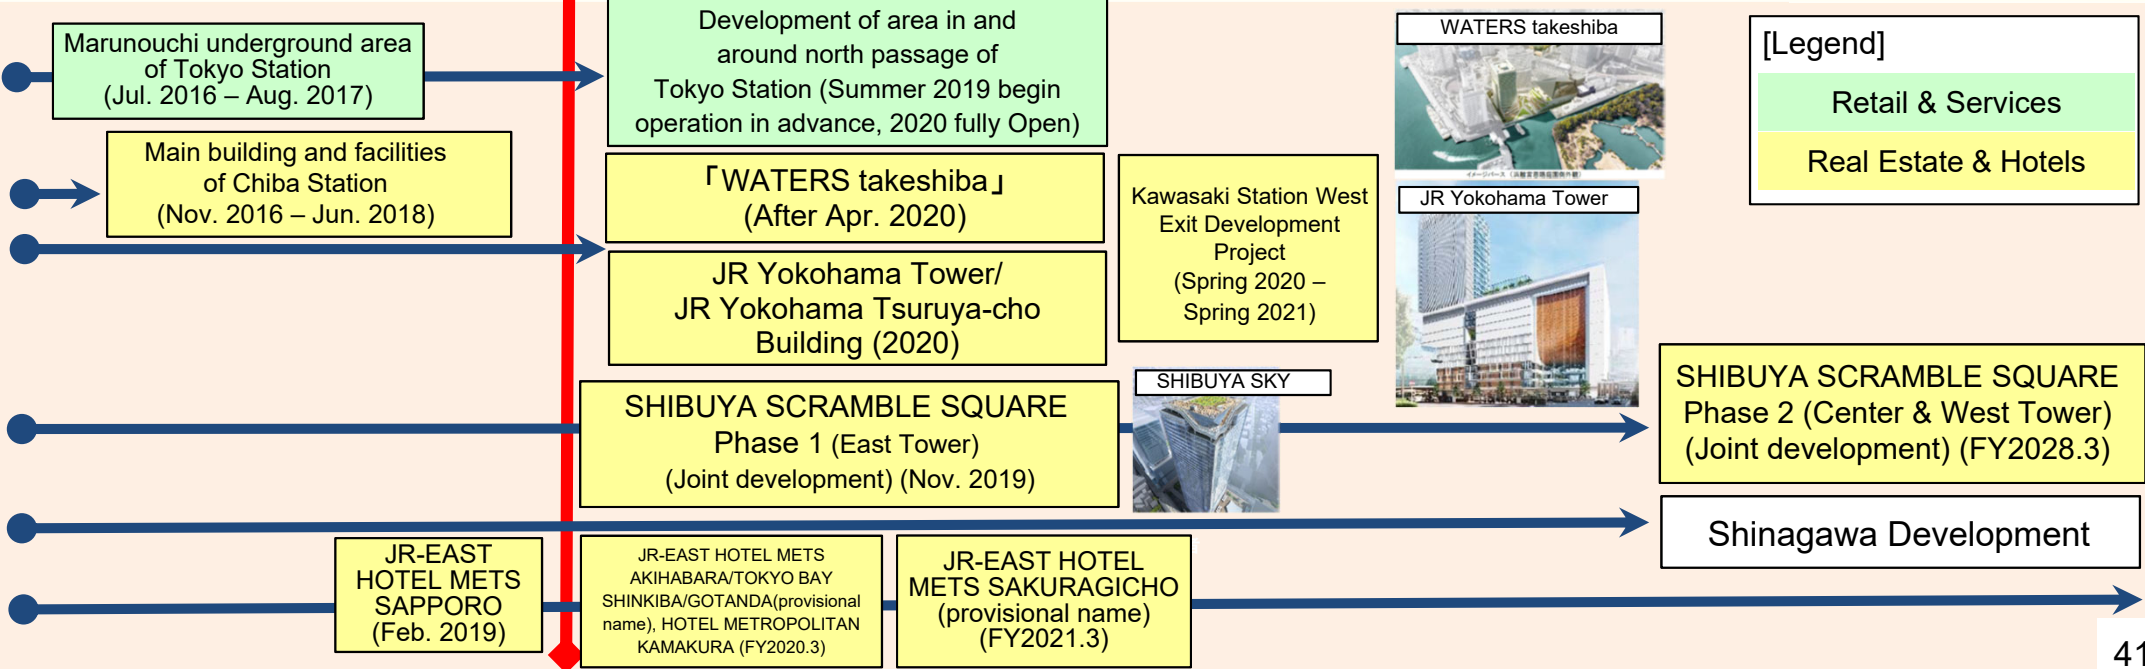 Marunouchi underground area
of Tokyo Station
(Jul. 2016 – Aug. 2017)
Development of area in and
around north passage of
Tokyo Station (Summer 2019 begin
operation in advance, 2020 fully Open)
WATERS takeshiba
[Legend]
Retail & Services
Real Estate & Hotels
Main building and facilities
of Chiba Station
(Nov. 2016 – Jun. 2018)
「WATERS takeshiba」
(After Apr. 2020)
Kawasaki Station West
Exit Development
Project
(Spring 2020 –
Spring 2021)
JR Yokohama Tower
JR Yokohama Tower/
JR Yokohama Tsuruya-cho
Building (2020)
SHIBUYA SCRAMBLE SQUARE
Phase 1 (East Tower)
(Joint development) (Nov. 2019)
SHIBUYA SKY
SHIBUYA SCRAMBLE SQUARE
Phase 2 (Center & West Tower)
(Joint development) (FY2028.3)
Shinagawa Development
JR-EAST
HOTEL METS
SAPPORO
(Feb. 2019)
JR-EAST HOTEL METS
AKIHABARA/TOKYO BAY
SHINKIBA/GOTANDA(provisional
name), HOTEL METROPOLITAN
KAMAKURA (FY2020.3)
JR-EAST HOTEL
METS SAKURAGICHO
(provisional name)
(FY2021.3)
41